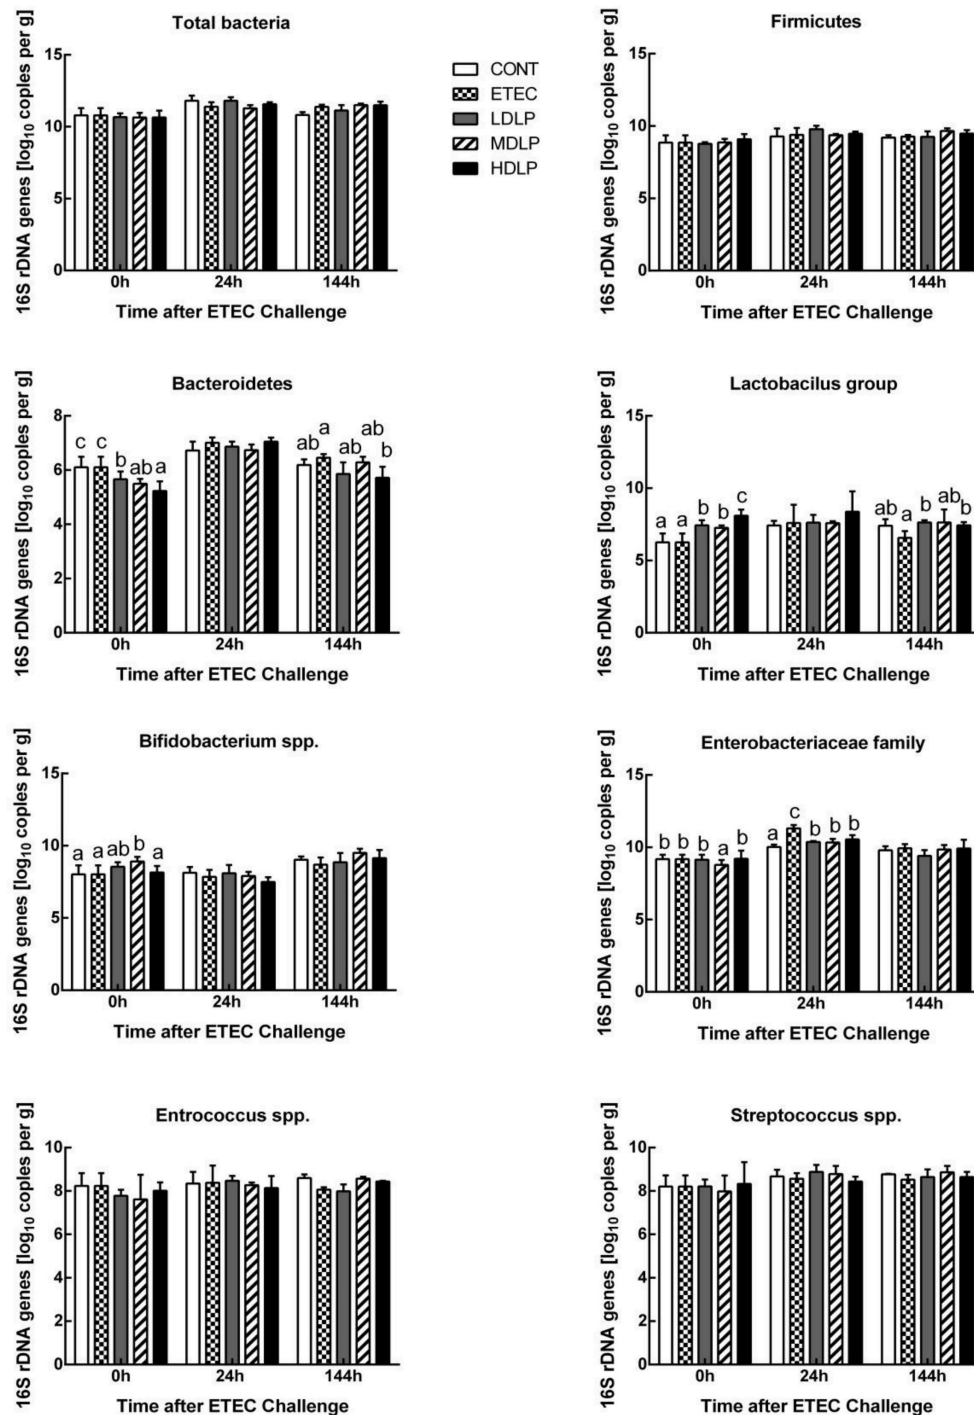 Total bacteria
16S rDNA genes [log10 coples per g]
15
10
5
0
0h 24h 144h
Time after ETEC Challenge
CONT
ETEC
LDLP
MDLP
HDLP
Firmicutes
16S rDNA genes [log10 coples per g]
15
10
5
0
0h 24h 144h
Time after ETEC Challenge
Bacteroidetes
16S rDNA genes [log10 coples per g]
8
6
4
2
0
c c b ab a
ab a ab ab b
0h 24h 144h
Time after ETEC Challenge
Lactobacilus group
16S rDNA genes [log10 coples per g]
15
10
5
0
a a b b c
ab a b ab b
0h 24h 144h
Time after ETEC Challenge
Bifidobacterium spp.
16S rDNA genes [log10 coples per g]
15
10
5
0
a a ab b a
0h 24h 144h
Time after ETEC Challenge
Enterobacteriaceae family
16S rDNA genes [log10 coples per g]
15
10
5
0
b b b a b
a c b b b
0h 24h 144h
Time after ETEC Challenge
Entrococcus spp.
16S rDNA genes [log10 coples per g]
10
8
6
4
2
0
0h 24h 144h
Time after ETEC Challenge
Streptococcus spp.
16S rDNA genes [log10 coples per g]
10
8
6
4
2
0
0h 24h 144h
Time after ETEC Challenge